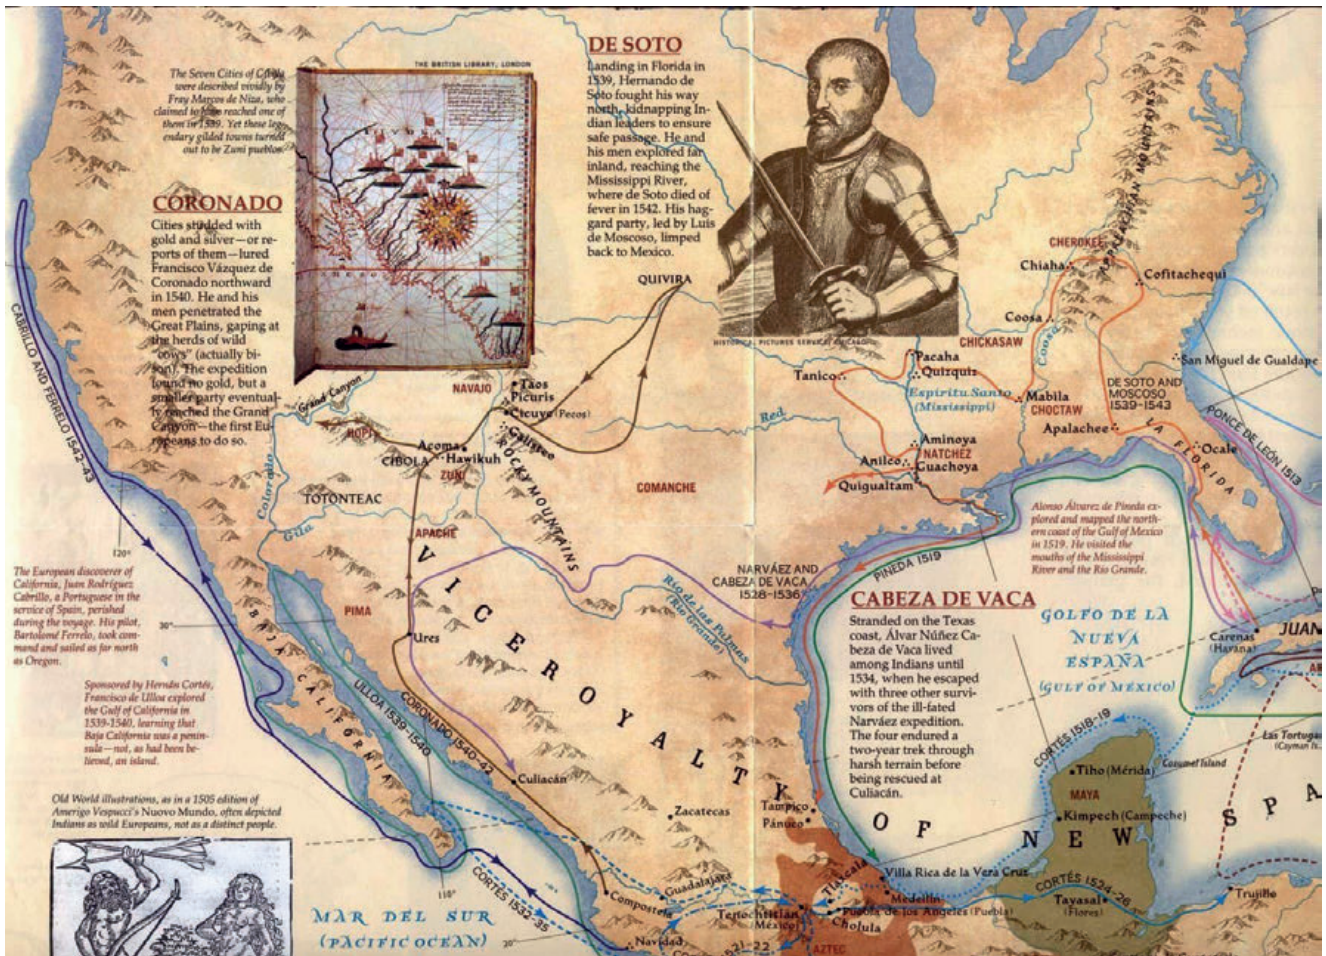 THE BRITISH LIBRARY, LONDON
The Seven Cities of Cíbola
were described vividly by
Fray Marcos de Niza, who
claimed to have reached one of
them in 1539. Yet these leg-
endary gilded towns turned
out to be Zuni pueblos.
CORONADO
Cities studded with
gold and silver—or re-
ports of them—lured
Francisco Vázquez de
Coronado northward
in 1540. He and his
men penetrated the
Great Plains, gaping at
the herds of wild
"cows" (actually bi-
son). The expedition
found no gold, but a
smaller party eventual-
ly reached the Grand
Canyon—the first Eu-
ropeans to do so.
DE SOTO
Landing in Florida in
1539, Hernando de
Soto fought his way
north, kidnapping In-
dian leaders to ensure
safe passage. He and
his men explored far
inland, reaching the
Mississippi River,
where de Soto died of
fever in 1542. His hag-
gard party, led by Luis
de Moscoso, limped
back to Mexico.
HISTORICAL PICTURES SERVICE, CHICAGO
QUIVIRA
APPALACHIAN MOUNTAINS
CHEROKEE
Chiaha
Cofitachequi
Coosa
Coosa
CHICKASAW
San Miguel de Gualdape
Pacaha
Quizquiz
Tanico
Espíritu Santo
(Mississippi)
Mabila
CHOCTAW
DE SOTO AND
MOSCOSO
1539-1543
Apalachee
LA FLORIDA
Ocale
PONCE DE LEÓN 1513
Red
Aminoya
NATCHEZ
Anilco
Guachoya
Quigualtam
CABRILLO AND FERRELO 1542-43
Grand Canyon
NAVAJO
Taos
Picuris
Cicuye (Pecos)
Galisteo
HOPI
Acoma
Hawikuh
CIBOLA
ZUNI
ROCKY MOUNTAINS
COMANCHE
TOTONTEAC
Colorado
Gila
APACHE
120°
The European discoverer of
California, Juan Rodríguez
Cabrillo, a Portuguese in the
service of Spain, perished
during the voyage. His pilot,
Bartolomé Ferrelo, took com-
mand and sailed as far north
as Oregon.
30°
Sponsored by Hernán Cortés,
Francisco de Ulloa explored
the Gulf of California in
1539-1540, learning that
Baja California was a penin-
sula—not, as had been be-
lieved, an island.
BAJA CALIFORNIA
PIMA
Ures
ULLOA 1539-1540
CORONADO 1540-42
Culiacán
VICEROYALTY OF NEW SPA
Río de las Palmas
(Rio Grande)
NARVÁEZ AND
CABEZA DE VACA
1528-1536
PINEDA 1519
Alonso Álvarez de Pineda ex-
plored and mapped the north-
ern coast of the Gulf of Mexico
in 1519. He visited the
mouths of the Mississippi
River and the Rio Grande.
CABEZA DE VACA
Stranded on the Texas
coast, Álvar Núñez Ca-
beza de Vaca lived
among Indians until
1534, when he escaped
with three other survi-
vors of the ill-fated
Narváez expedition.
The four endured a
two-year trek through
harsh terrain before
being rescued at
Culiacán.
GOLFO DE LA
NUEVA
ESPAÑA
(GULF OF MEXICO)
Carenas
(Havana)
JUAN
CORTÉS 1518-19
Las Tortugas
Cozumel Island
Tiho (Mérida)
MAYA
Kimpech (Campeche)
Old World illustrations, as in a 1505 edition of
Amerigo Vespucci's Nuovo Mundo, often depicted
Indians as wild Europeans, not as a distinct people.
Zacatecas
Tampico
Pánuco
Tlaxcala
Villa Rica de la Vera Cruz
Medellín
Puebla de los Angeles (Puebla)
Cholula
Guadalajara
Compostela
Tenochtitlán
(México)
AZTEC
Navidad
CORTÉS 1532-35
110°
20°
MAR DEL SUR
(PACIFIC OCEAN)
CORTÉS 1524-26
Tayasal
(Flores)
Trujillo